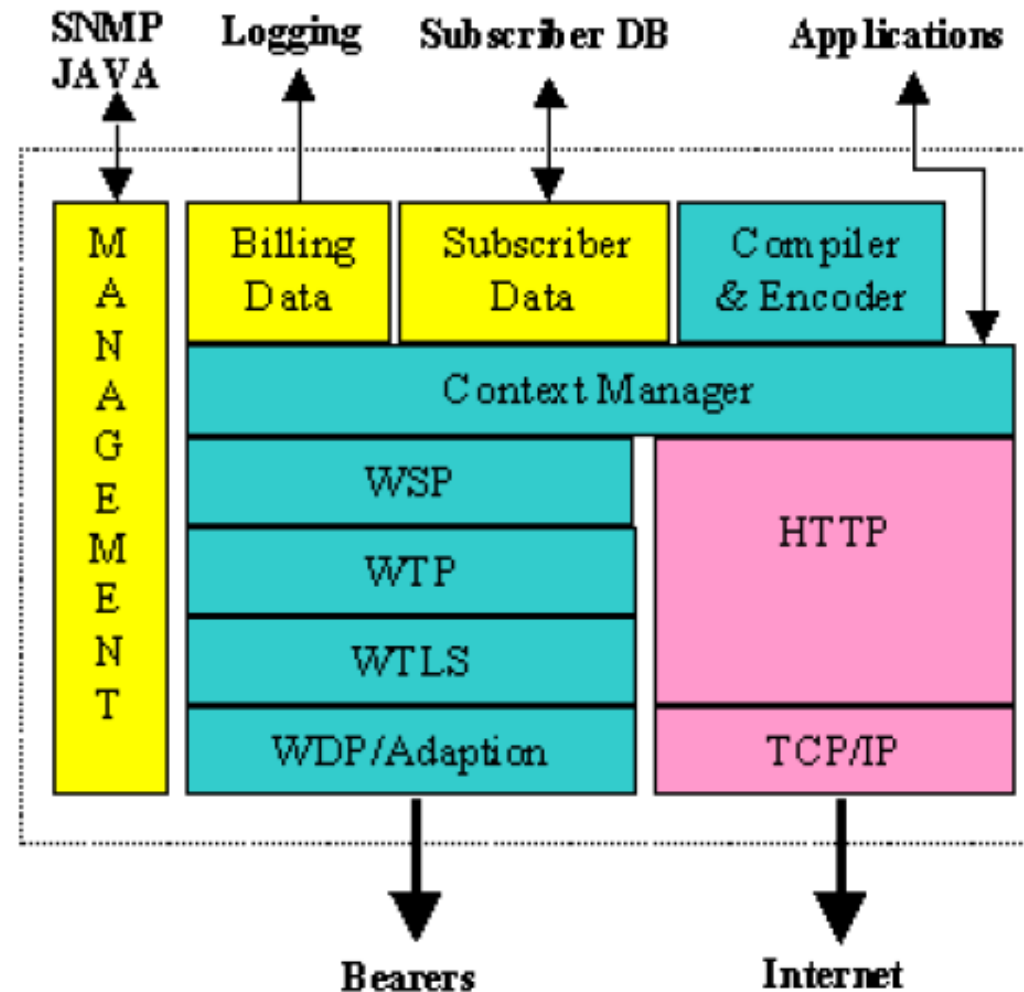 SNMP
JAVA
Logging
Subscriber DB
Applications
M
A
N
A
G
E
M
E
N
T
Billing
Data
Subscriber
Data
Compiler
& Encoder
Context Manager
WSP
HTTP
WTP
WTLS
WDP/Adaption
TCP/IP
Bearers
Internet